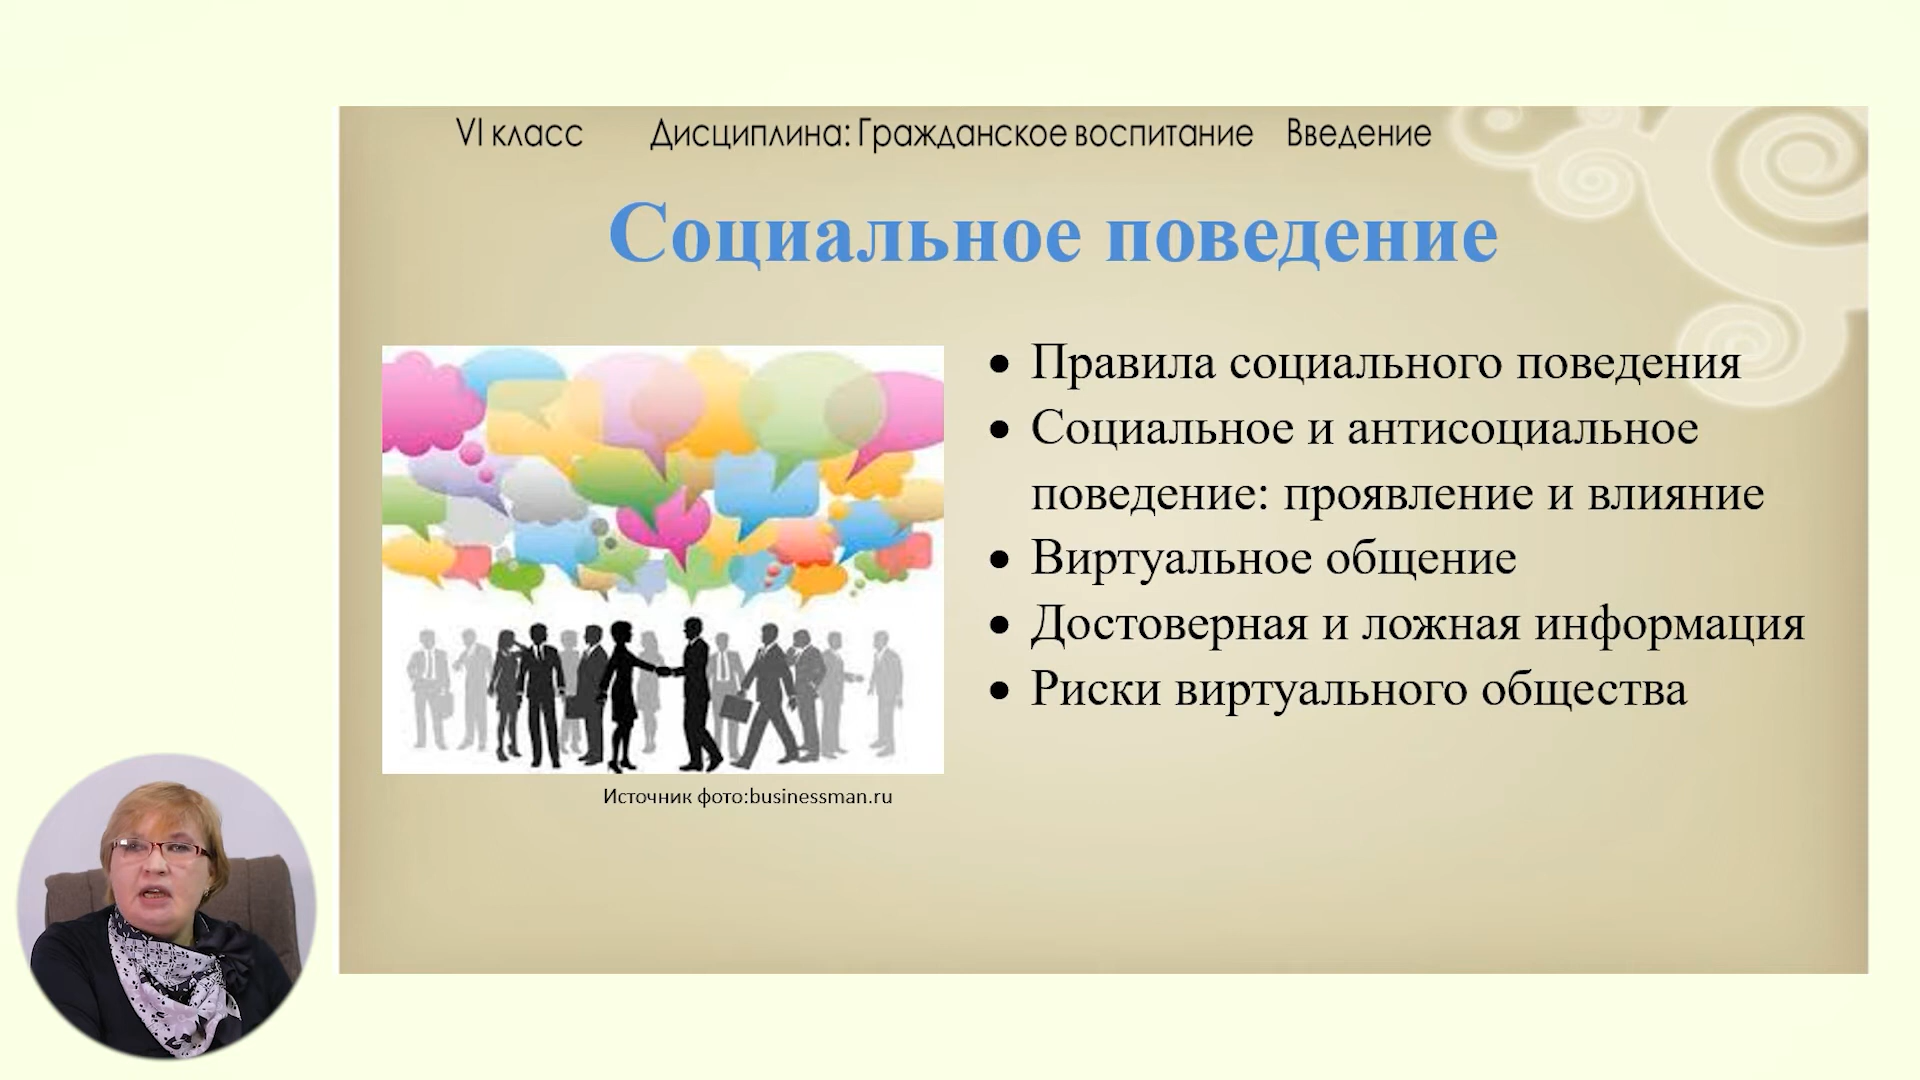 VI класс Дисциплина: Гражданское воспитание Введение
Социальное поведение
• Правила социального поведения
• Социальное и антисоциальное
поведение: проявление и влияние
• Виртуальное общение
• Достоверная и ложная информация
• Риски виртуального общества
Источник фото:businessman.ru